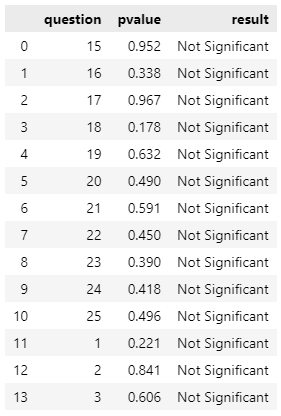 question pvalue result
0 15 0.952 Not Significant
1 16 0.338 Not Significant
2 17 0.967 Not Significant
3 18 0.178 Not Significant
4 19 0.632 Not Significant
5 20 0.490 Not Significant
6 21 0.591 Not Significant
7 22 0.450 Not Significant
8 23 0.390 Not Significant
9 24 0.418 Not Significant
10 25 0.496 Not Significant
11 1 0.221 Not Significant
12 2 0.841 Not Significant
13 3 0.606 Not Significant